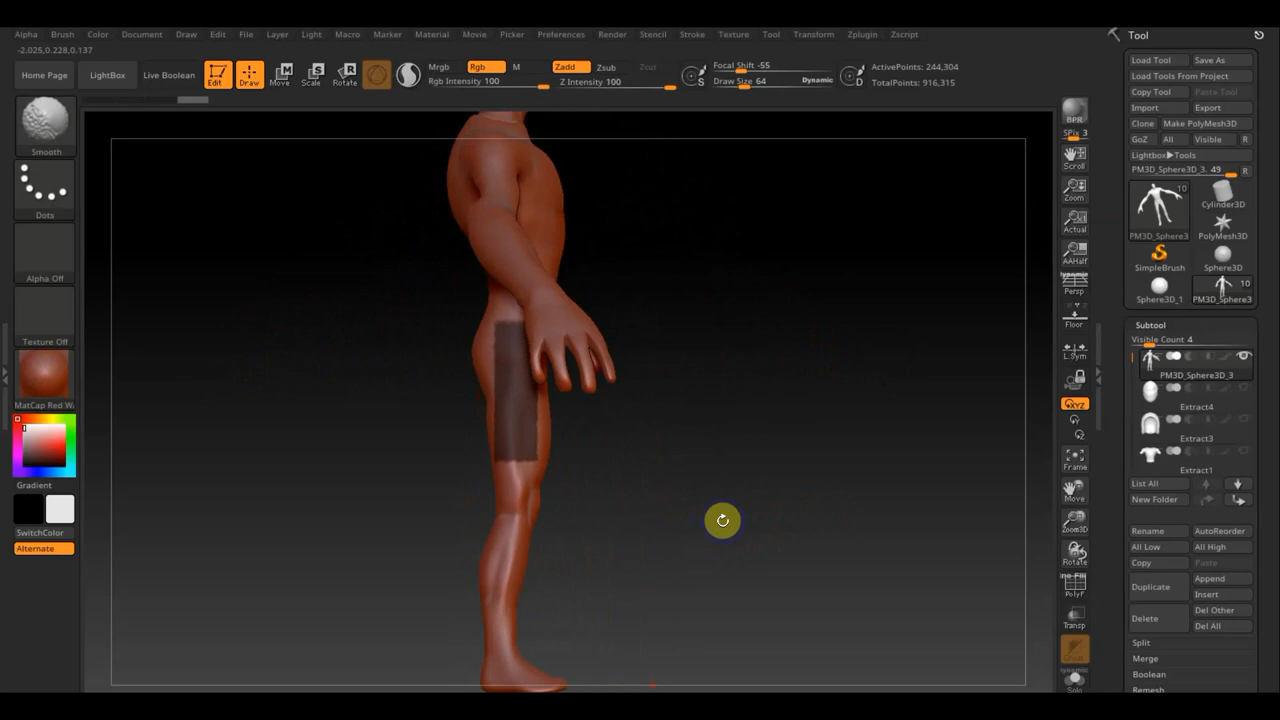 Alpha Brush Color Document Draw Edit File Layer Light Macro Marker Material Movie Picker Preferences Render Stencil Stroke Texture Tool Transform Zplugin Zscript
-2.025,0.228,0.137
Home Page LightBox Live Boolean Edit Draw Move Scale Rotate
Mrgb Rgb M Zadd Zsub Zcut
Rgb Intensity 100 Z Intensity 100
Focal Shift -55
Draw Size 64 Dynamic
S D
ActivePoints: 244,304
TotalPoints: 916,315
Smooth
Dots
Alpha Off
Texture Off
MatCap Red W
Gradient
SwitchColor
Alternate
BPR
SPix 3
Scroll
Zoom
Actual
AAHalf
Dynamic
Persp
Floor
L.Sym
XYZ
Y
Z
Frame
Move
Zoom3D
Rotate
Line Fill
PolyF
Transp
Ghost
Dynamic
Solo
Tool
Load Tool Save As
Load Tools From Project
Copy Tool Paste Tool
Import Export
Clone Make PolyMesh3D
GoZ All Visible R
Lightbox▶Tools
PM3D_Sphere3D_3. 49 R
10
PM3D_Sphere3 Cylinder3D
PolyMesh3D
SimpleBrush Sphere3D
10
Sphere3D_1 PM3D_Sphere3
Subtool
Visible Count 4
PM3D_Sphere3D_3
Extract4
Extract3
Extract1
List All
New Folder
Rename AutoReorder
All Low All High
Copy Paste
Duplicate Append
Insert
Delete Del Other
Del All
Split
Merge
Boolean
Remesh